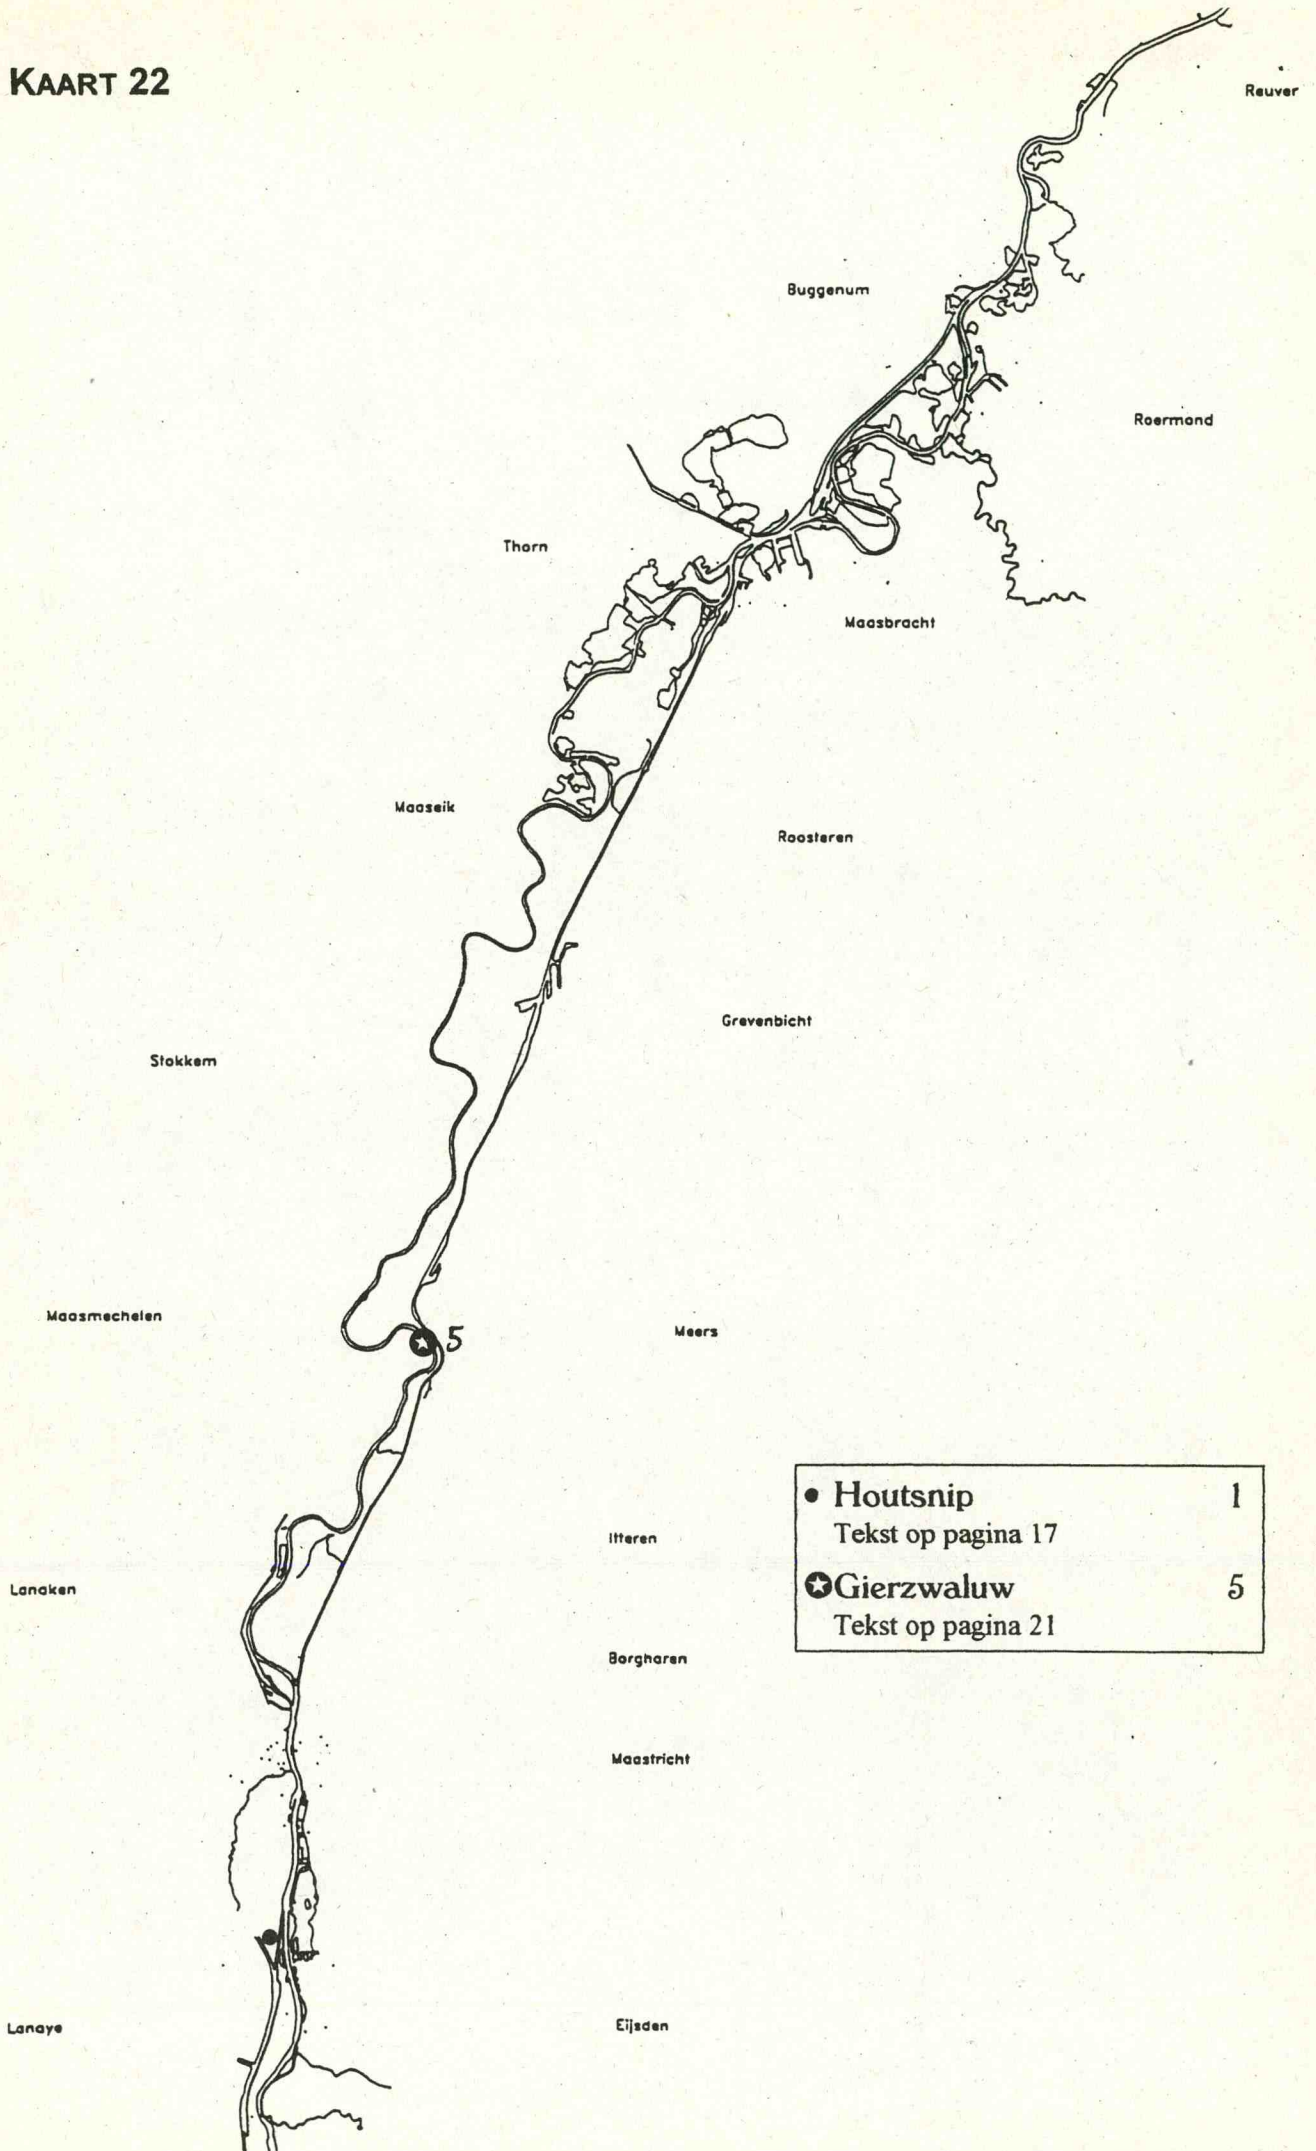 KAART 22
Reuver
Buggenum
Roermond
Thorn
Maasbracht
Maaseik
Roosteren
Grevenbicht
Stokkem
Maasmechelen
5
Meers
• Houtsnip 1
Tekst op pagina 17
Itteren
Gierzwaluw 5
Lanaken
Tekst op pagina 21
Borgharen
Maastricht
Lanaye
Eijsden